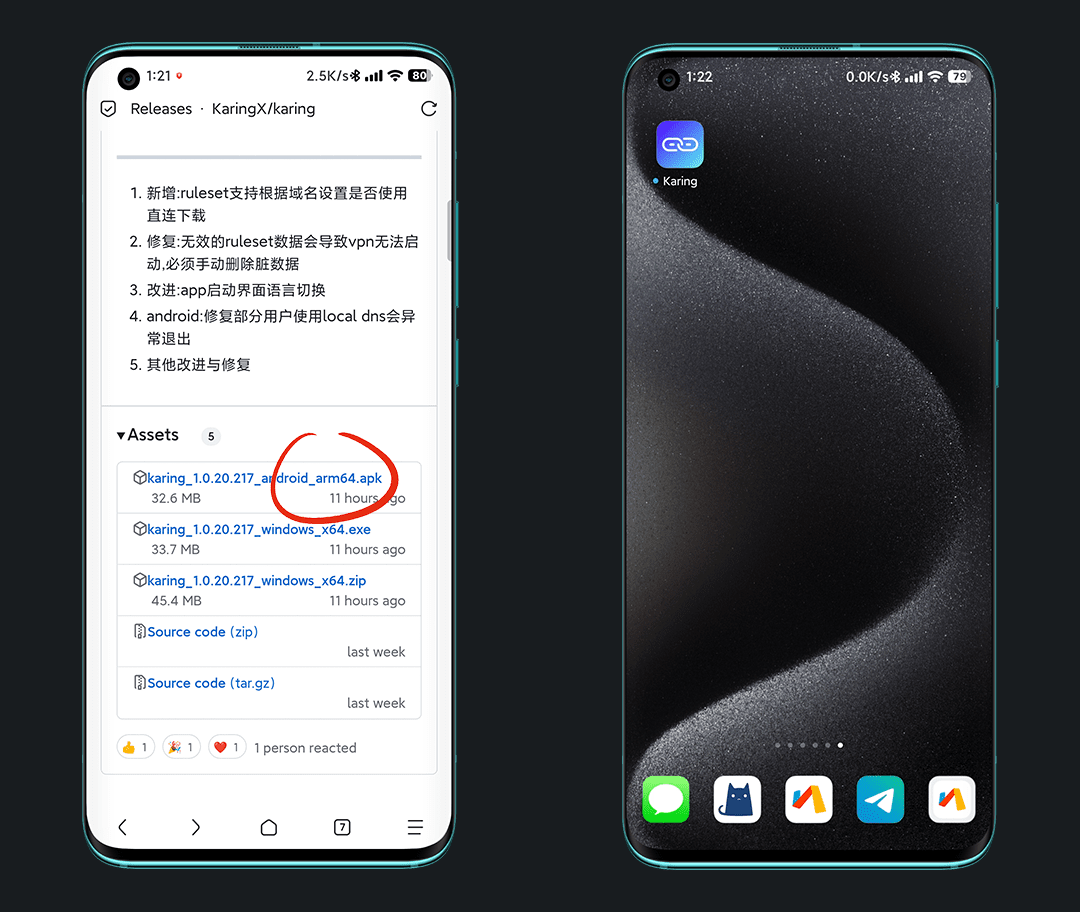 1:21
2.5K/s
80
Releases · KaringX/karing
1. 新增:ruleset支持根据域名设置是否使用
直连下载
2. 修复:无效的ruleset数据会导致vpn无法启
动,必须手动删除脏数据
3. 改进:app启动界面语言切换
4. android:修复部分用户使用local dns会异
常退出
5. 其他改进与修复
Assets 5
karing_1.0.20.217_android_arm64.apk
32.6 MB 11 hours ago
karing_1.0.20.217_windows_x64.exe
33.7 MB 11 hours ago
karing_1.0.20.217_windows_x64.zip
45.4 MB 11 hours ago
Source code (zip)
last week
Source code (tar.gz)
last week
👍 1 🎉 1 ❤️ 1 1 person reacted
7
1:22
0.0K/s
79
Karing